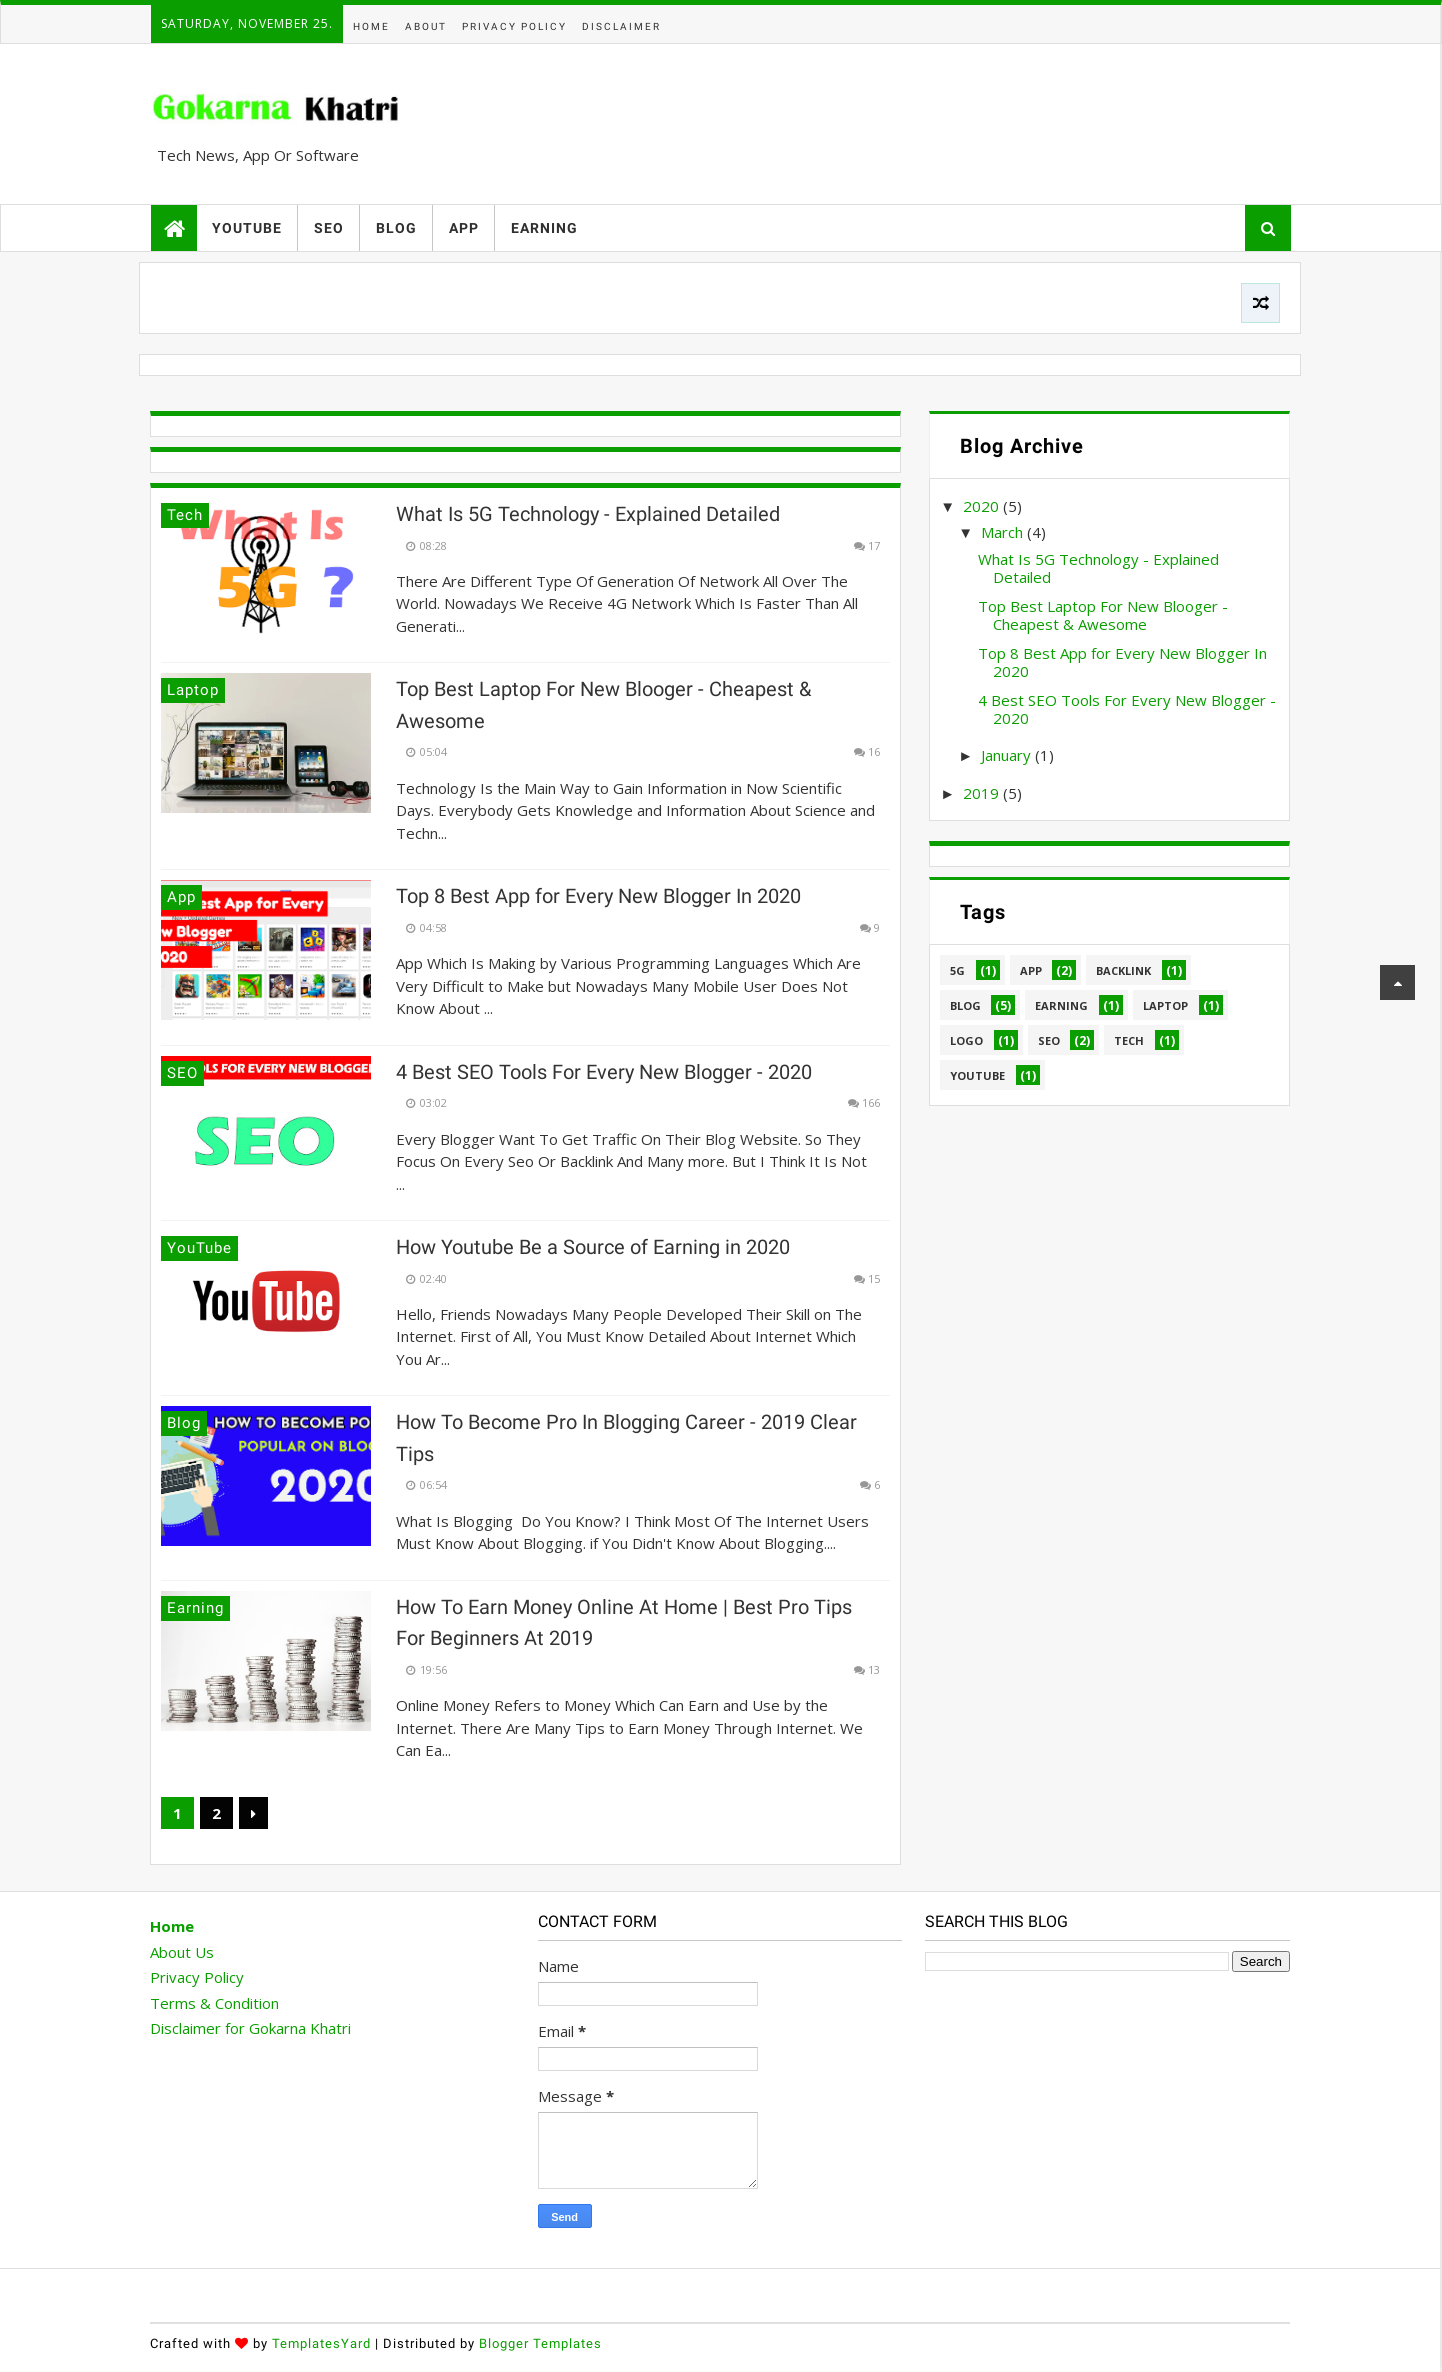 SATURDAY, NOVEMBER 25.
HOME ABOUT PRIVACY POLICY DISCLAIMER
Gokarna Khatri
Tech News, App Or Software
YOUTUBE SEO BLOG APP EARNING
Tech
What Is
5G ?
What Is 5G Technology - Explained Detailed
08:28 17
There Are Different Type Of Generation Of Network All Over The
World. Nowadays We Receive 4G Network Which Is Faster Than All
Generati...
Laptop
Top Best Laptop For New Blooger - Cheapest &
Awesome
05:04 16
Technology Is the Main Way to Gain Information in Now Scientific
Days. Everybody Gets Knowledge and Information About Science and
Techn...
App
est App for Every
w Blogger
020
Top 8 Best App for Every New Blogger In 2020
04:58 9
App Which Is Making by Various Programming Languages Which Are
Very Difficult to Make but Nowadays Many Mobile User Does Not
Know About ...
SEO
OLS FOR EVERY NEW BLOGGER
SEO
4 Best SEO Tools For Every New Blogger - 2020
03:02 166
Every Blogger Want To Get Traffic On Their Blog Website. So They
Focus On Every Seo Or Backlink And Many more. But I Think It Is Not
...
YouTube
YouTube
How Youtube Be a Source of Earning in 2020
02:40 15
Hello, Friends Nowadays Many People Developed Their Skill on The
Internet. First of All, You Must Know Detailed About Internet Which
You Ar...
Blog
HOW TO BECOME PO
POPULAR ON BLOG
2020
How To Become Pro In Blogging Career - 2019 Clear
Tips
06:54 6
What Is Blogging  Do You Know? I Think Most Of The Internet Users
Must Know About Blogging. if You Didn't Know About Blogging....
Earning
How To Earn Money Online At Home | Best Pro Tips
For Beginners At 2019
19:56 13
Online Money Refers to Money Which Can Earn and Use by the
Internet. There Are Many Tips to Earn Money Through Internet. We
Can Ea...
1 2
Blog Archive
▼ 2020 (5)
▼ March (4)
What Is 5G Technology - Explained
Detailed
Top Best Laptop For New Blooger -
Cheapest & Awesome
Top 8 Best App for Every New Blogger In
2020
4 Best SEO Tools For Every New Blogger -
2020
► January (1)
► 2019 (5)
Tags
5G (1) APP (2) BACKLINK (1)
BLOG (5) EARNING (1) LAPTOP (1)
LOGO (1) SEO (2) TECH (1)
YOUTUBE (1)
Home
About Us
Privacy Policy
Terms & Condition
Disclaimer for Gokarna Khatri
CONTACT FORM
Name
Email *
Message *
Send
SEARCH THIS BLOG
Search
Crafted with ♥ by TemplatesYard | Distributed by Blogger Templates